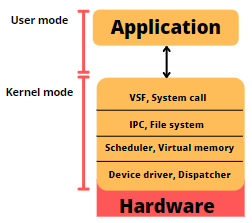 User mode
Application
Kernel mode
VSF, System call
IPC, File system
Scheduler, Virtual memory
Device driver, Dispatcher
Hardware